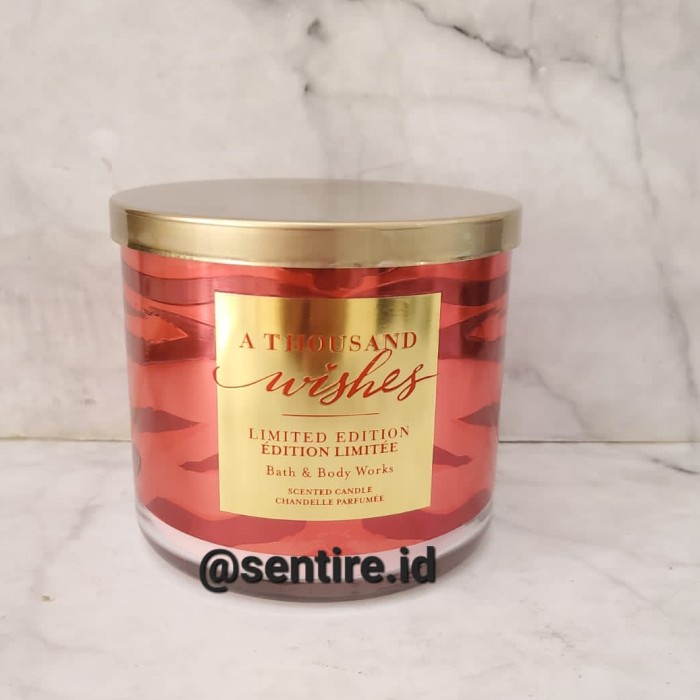 A THOUSAND
wishes
LIMITED EDITION
ÉDITION LIMITÉE
Bath & Body Works
SCENTED CANDLE
CHANDELLE PARFUMÉE
@sentire.id